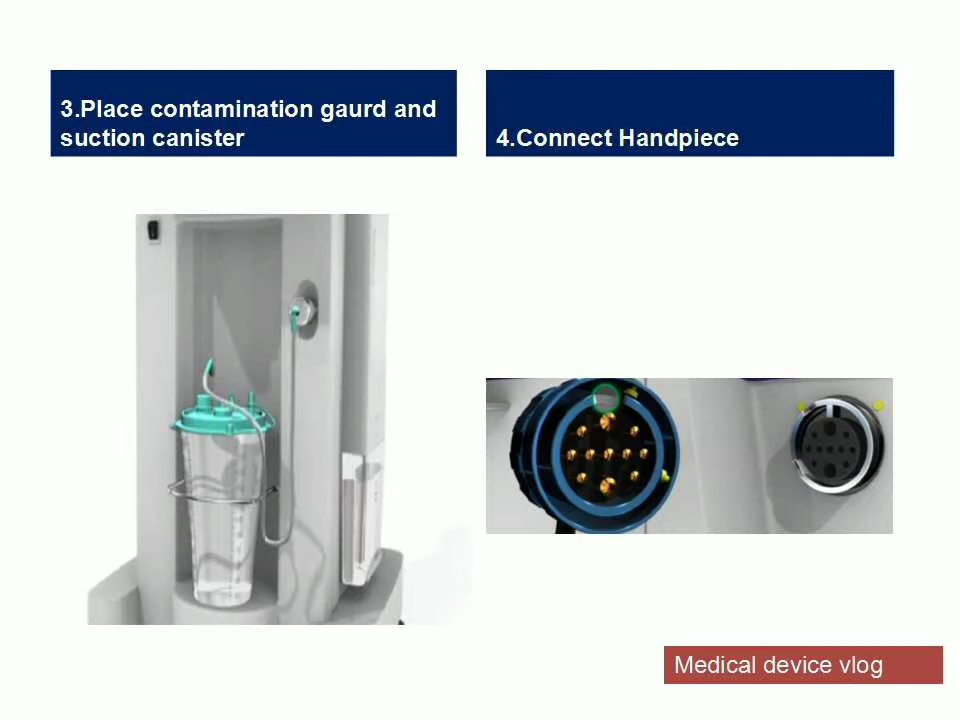 3.Place contamination gaurd and
suction canister
4.Connect Handpiece
Medical device vlog